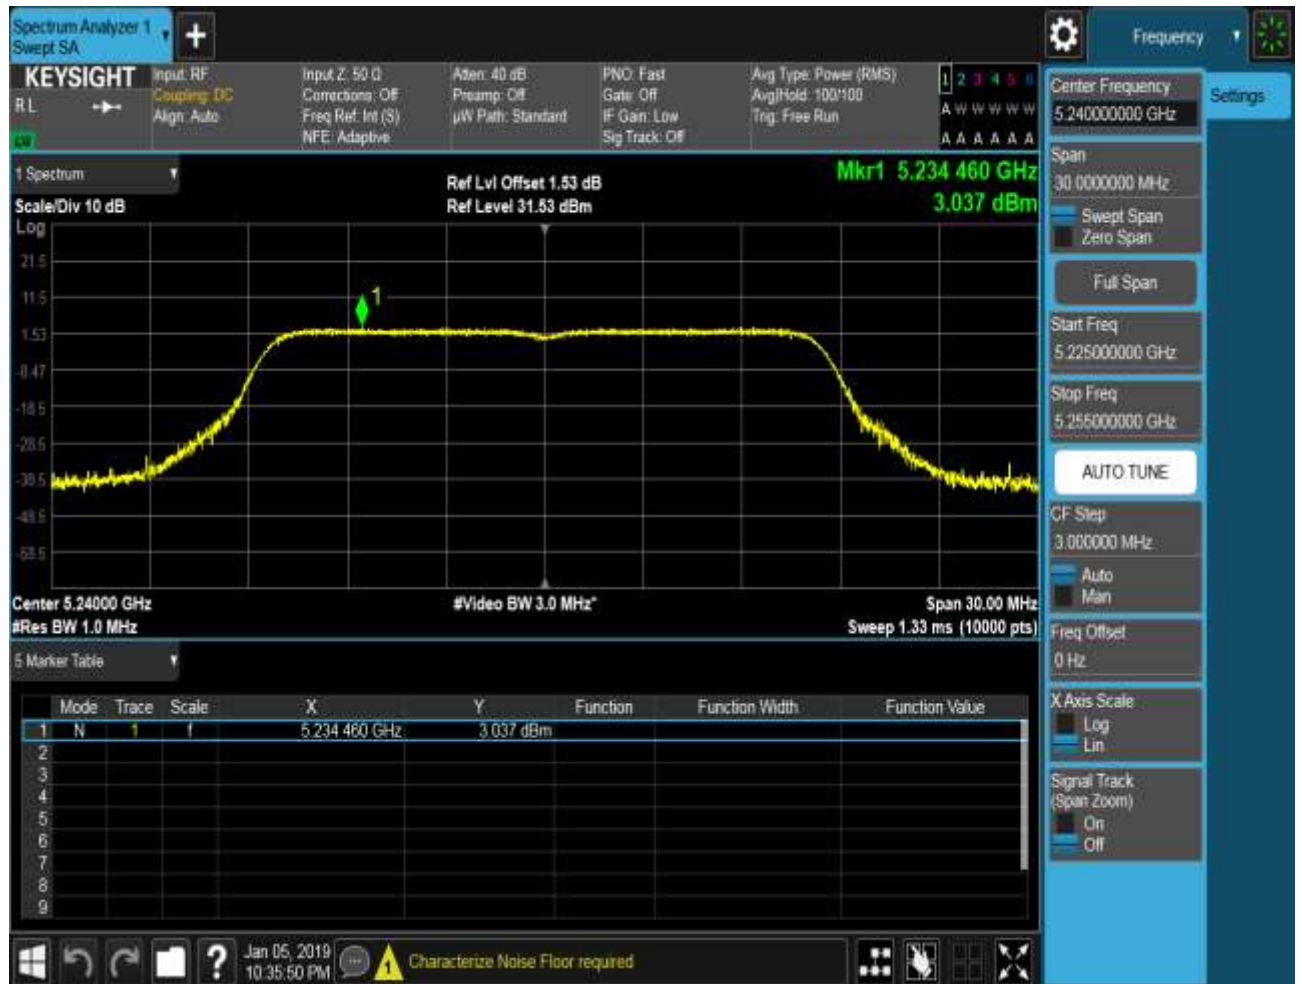 Spectrum Analyzer 1
Swept SA
+
Frequency
KEYSIGHT
RL
Input: RF
Coupling: DC
Align: Auto
Input Z: 50 Ω
Corrections: Off
Freq Ref: Int (S)
NFE: Adaptive
Atten: 40 dB
Preamp: Off
µW Path: Standard
PNO: Fast
Gate: Off
IF Gain: Low
Sig Track: Off
Avg Type: Power (RMS)
Avg|Hold: 100/100
Trig: Free Run
1 2 3 4 5 6
A W W W W W
A A A A A A
1 Spectrum
Scale/Div 10 dB
Ref Lvl Offset 1.53 dB
Ref Level 31.53 dBm
Mkr1 5.234 460 GHz
3.037 dBm
Log
21.5
11.5
1.53
-8.47
-18.5
-28.5
-38.5
-48.5
-58.5
1
Center 5.24000 GHz
#Res BW 1.0 MHz
#Video BW 3.0 MHz*
Span 30.00 MHz
Sweep 1.33 ms (10000 pts)
5 Marker Table
Mode Trace Scale X Y Function Function Width Function Value
1 N 1 f 5.234 460 GHz 3.037 dBm
2
3
4
5
6
7
8
9
Center Frequency
5.240000000 GHz
Settings
Span
30.0000000 MHz
Swept Span
Zero Span
Full Span
Start Freq
5.225000000 GHz
Stop Freq
5.255000000 GHz
AUTO TUNE
CF Step
3.000000 MHz
Auto
Man
Freq Offset
0 Hz
X Axis Scale
Log
Lin
Signal Track
(Span Zoom)
On
Off
?
Jan 05, 2019
10:35:50 PM
1
Characterize Noise Floor required